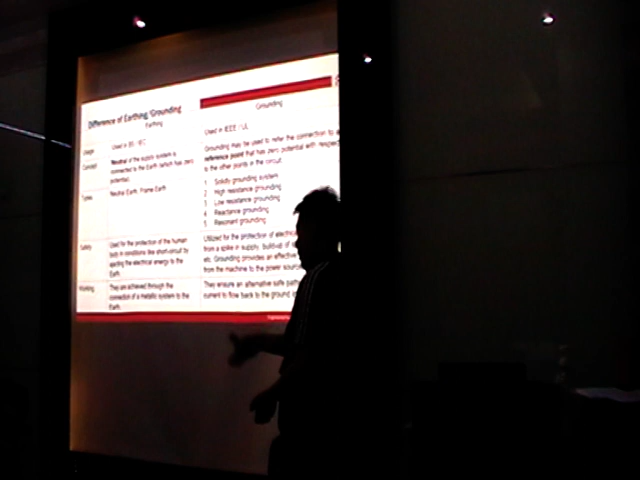 Difference of Earthing/Grounding
Earthing
Grounding
Usage
Used in BS / IEC
Used in IEEE / UL
Concept
Neutral of the supply system is
connected to the Earth (which has zero
potential).
Grounding may be used to refer the connection to a
reference point that has zero potential with respect
to the other points in the circuit
Types
Neutral Earth, Frame Earth
1 Solidly grounding system
2 High resistance grounding
3 Low resistance grounding
4 Reactance grounding
5 Resonant grounding
Safety
Used for the protection of the human
body in conditions like short-circuit by
ejecting the electrical energy to the
Earth
Utilized for the protection of
from a spike in supply, build-up of
etc. Grounding provides an effective
from the machine to the power
Working
They are achieved through the
connection of a metallic system to the
Earth
They ensure an alternative safe
current to flow back to the ground